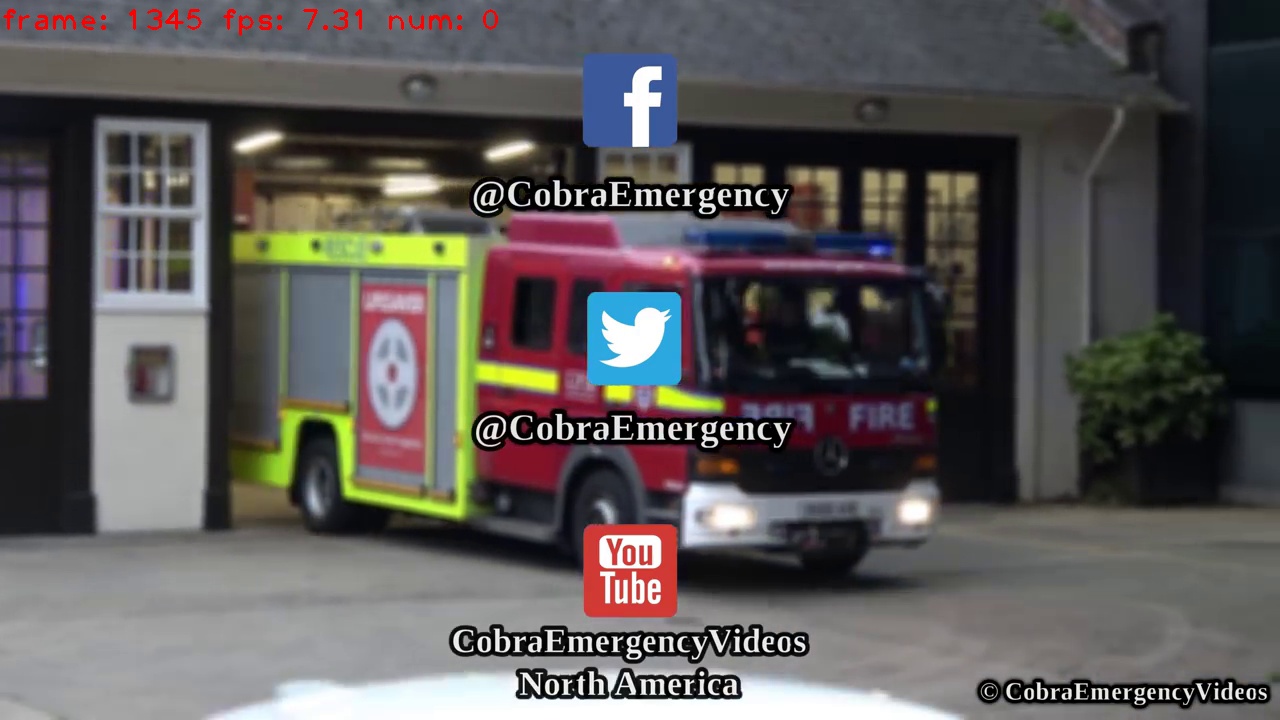 frame: 1345 fps: 7.31 num: 0
f
@CobraEmergency
@CobraEmergency
FIRE
You
Tube
CobraEmergencyVideos
North America
© CobraEmergencyVideos